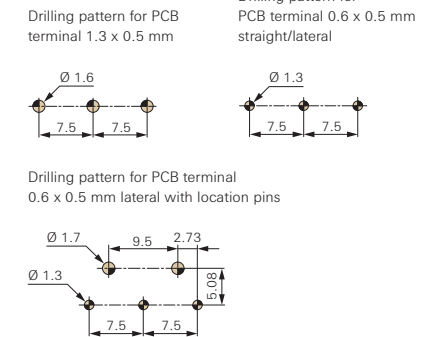 Drilling pattern for PCB
terminal 1.3 x 0.5 mm
Drilling pattern for
PCB terminal 0.6 x 0.5 mm
straight/lateral
Ø 1.6
7.5 7.5
Ø 1.3
7.5 7.5
Drilling pattern for PCB terminal
0.6 x 0.5 mm lateral with location pins
Ø 1.7
9.5 2.73
Ø 1.3
5.08
7.5 7.5